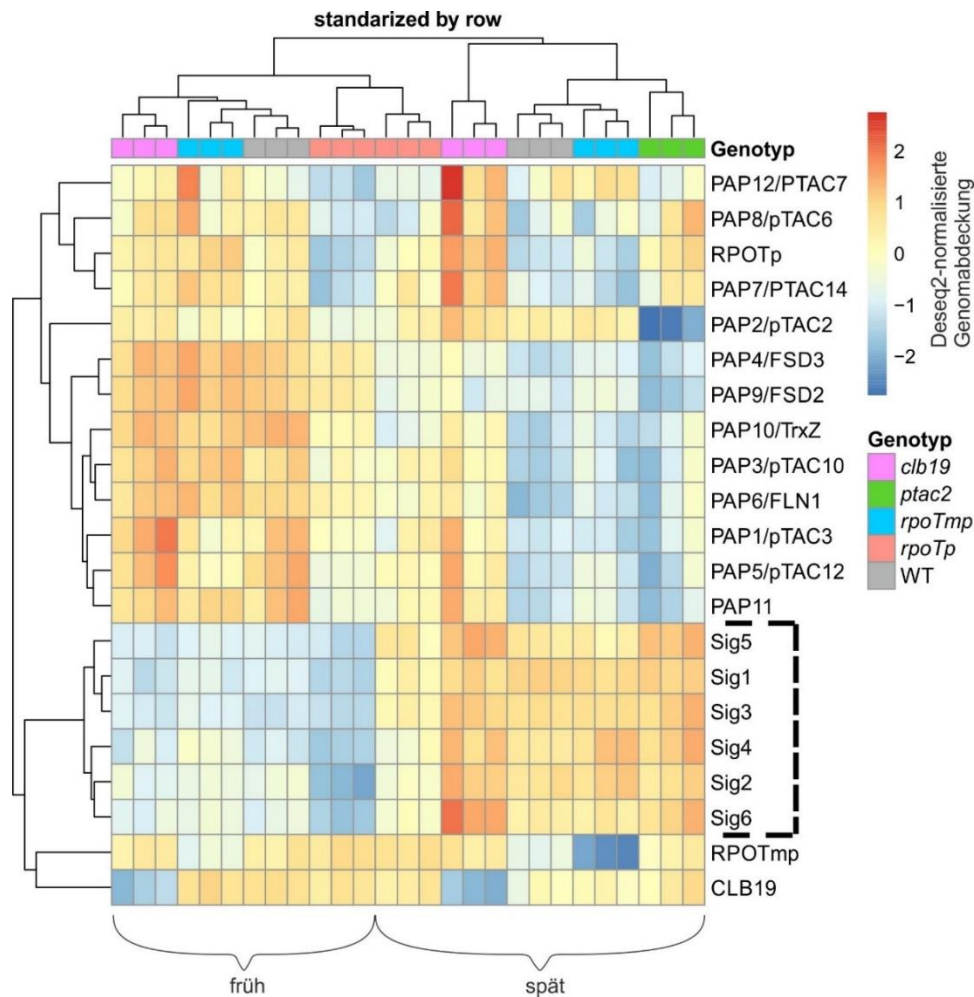 standarized by row
Genotyp
PAP12/PTAC7
PAP8/pTAC6
RPOTp
PAP7/PTAC14
PAP2/pTAC2
PAP4/FSD3
PAP9/FSD2
PAP10/TrxZ
PAP3/pTAC10
PAP6/FLN1
PAP1/pTAC3
PAP5/pTAC12
PAP11
Sig5
Sig1
Sig3
Sig4
Sig2
Sig6
RPOTmp
CLB19
früh
spät
2
1
0
−1
−2
Deseq2-normalisierte
Genomabdeckung
Genotyp
clb19
ptac2
rpoTmp
rpoTp
WT